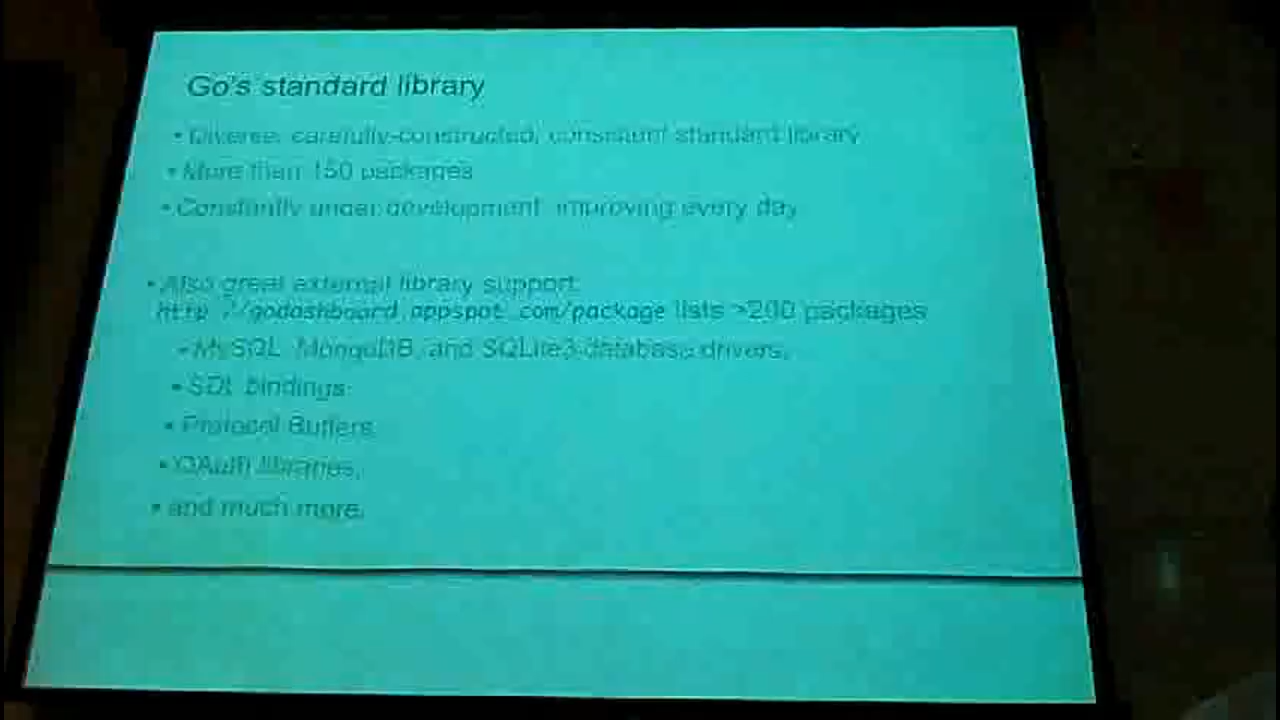 Go's standard library
• Diverse, carefully-constructed, consistent standard library
• More than 150 packages
• Constantly under development, improving every day
• Also great external library support:
http://godashboard.appspot.com/package lists >200 packages
• MySQL, MongoDB, and SQLite3 database drivers,
• SDL bindings,
• Protocol Buffers,
• OAuth libraries,
• and much more.